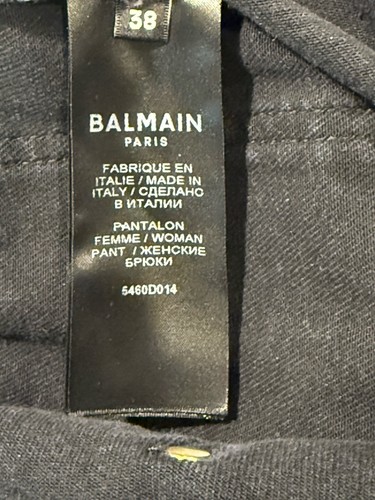 38
BALMAIN
PARIS
FABRIQUE EN
ITALIE / MADE IN
ITALY / СДЕЛАНО
В ИТАЛИИ
PANTALON
FEMME / WOMAN
PANT / ЖЕНСКИЕ
БРЮКИ
5460D014